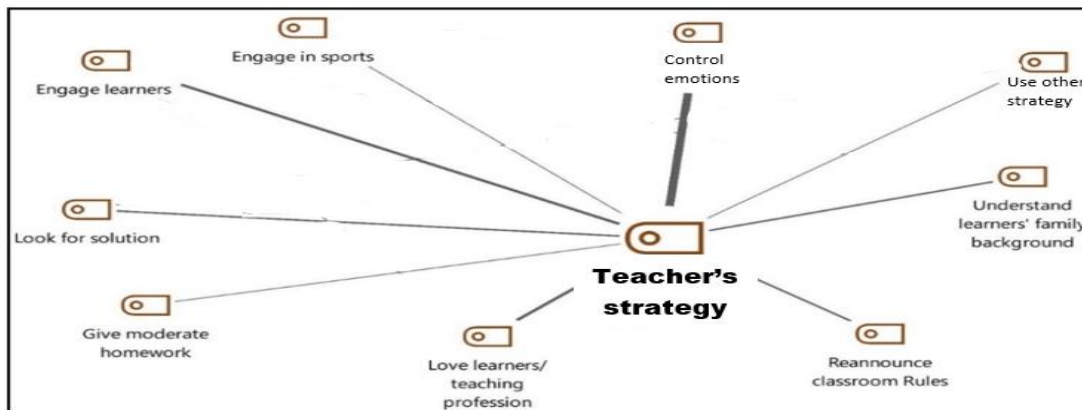 Engage in sports
Control
emotions
Engage learners
Use other
strategy
Look for solution
Understand
learners' family
background
Teacher's
strategy
Give moderate
homework
Love learners/
teaching
profession
Reannounce
classroom Rules